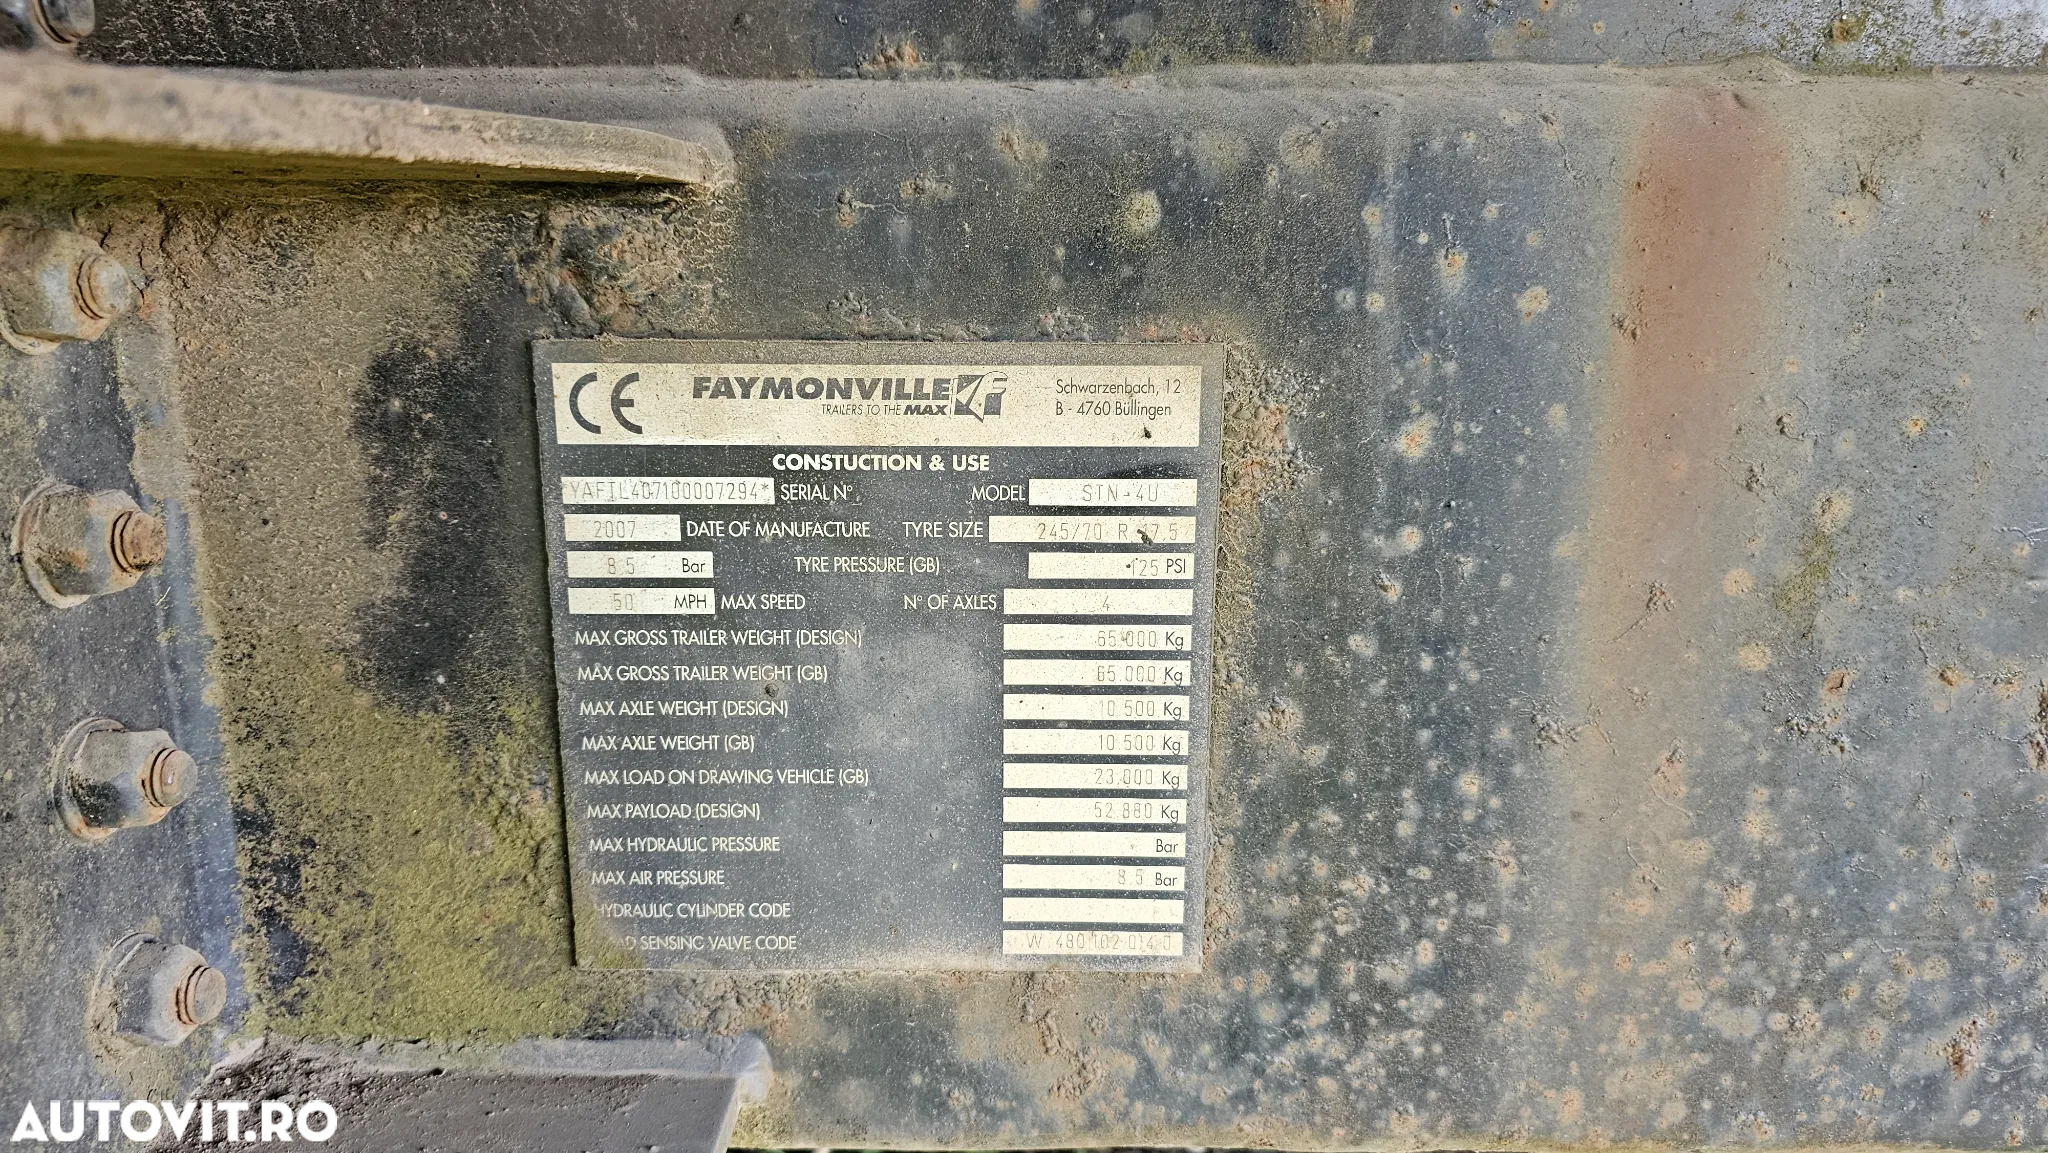 CE FAYMONVILLE Schwarzenbach, 12
TRAILERS TO THE MAX B - 4760 Büllingen
CONSTUCTION & USE
YAFTL407100007294* SERIAL N° MODEL STN-4U
2007 DATE OF MANUFACTURE TYRE SIZE 245/70 R 17,5
8.5 Bar TYRE PRESSURE (GB) 125 PSI
50 MPH MAX SPEED N° OF AXLES 4
MAX GROSS TRAILER WEIGHT (DESIGN) 65.000 Kg
MAX GROSS TRAILER WEIGHT (GB) 65.000 Kg
MAX AXLE WEIGHT (DESIGN) 10.500 Kg
MAX AXLE WEIGHT (GB) 10.500 Kg
MAX LOAD ON DRAWING VEHICLE (GB) 23.000 Kg
MAX PAYLOAD (DESIGN) 52.880 Kg
MAX HYDRAULIC PRESSURE Bar
MAX AIR PRESSURE 8.5 Bar
HYDRAULIC CYLINDER CODE
SENSING VALVE CODE W 480 102 014 0
AUTOVIT.RO